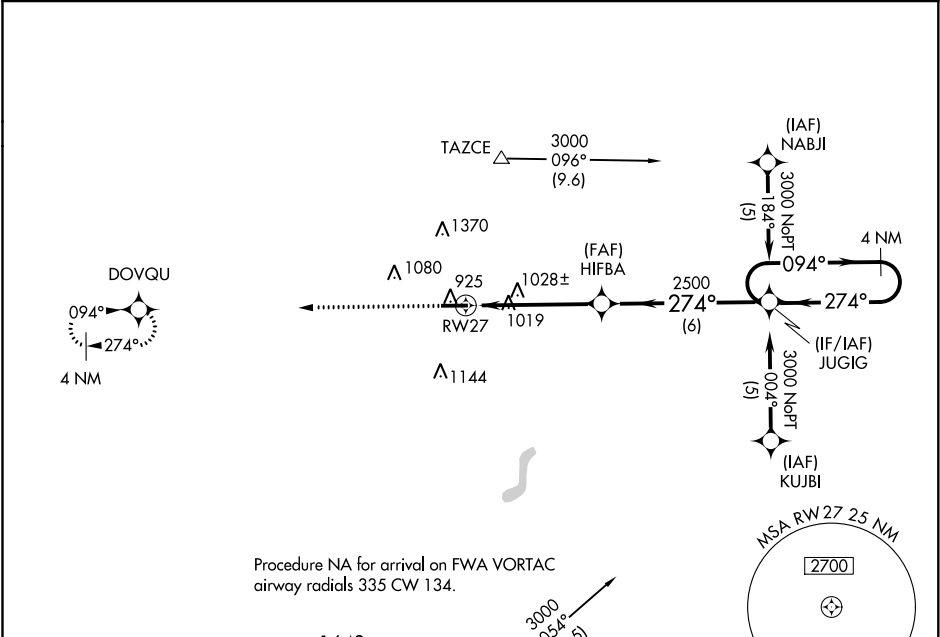 (IAF)
NABJI
TAZCE
3000
096°
(9.6)
3000 NoPT
184°
(5)
1370
4 NM
DOVQU
1080
(FAF)
HIFBA
094°
925
1028±
2500
094°
274°
274°
RW27
1019
274°
(6)
(IF/IAF)
JUGIG
4 NM
1144
3000 NoPT
004°
(5)
(IAF)
KUJBI
MSA RW27 25 NM
Procedure NA for arrival on FWA VORTAC
airway radials 335 CW 134.
2700
3000
054°